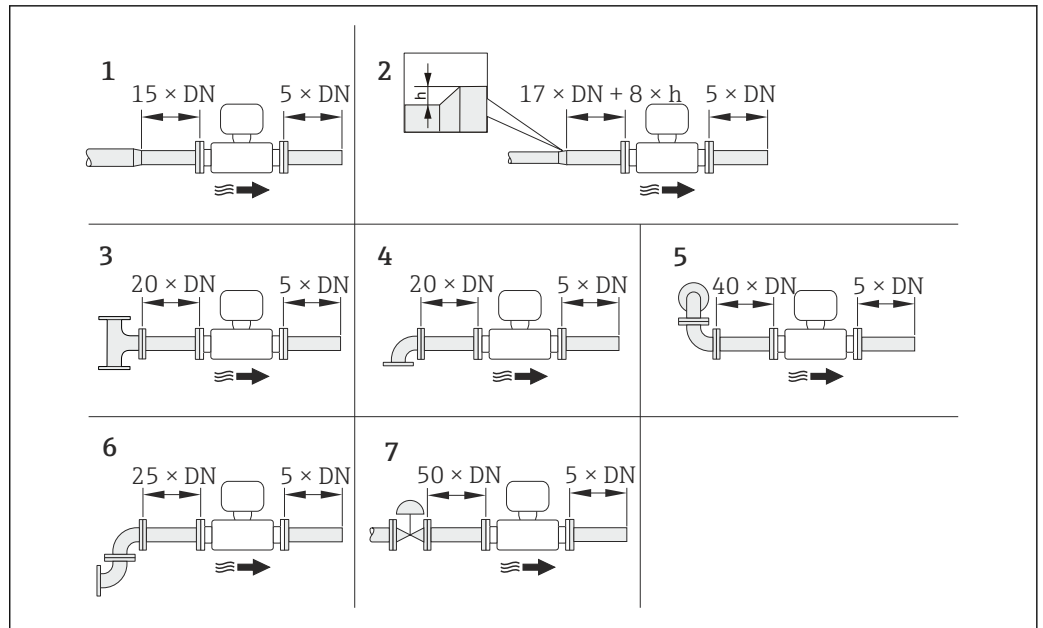 1
15 × DN
5 × DN
2
h
17 × DN + 8 × h
5 × DN
3
20 × DN
5 × DN
4
20 × DN
5 × DN
5
40 × DN
5 × DN
6
25 × DN
5 × DN
7
50 × DN
5 × DN